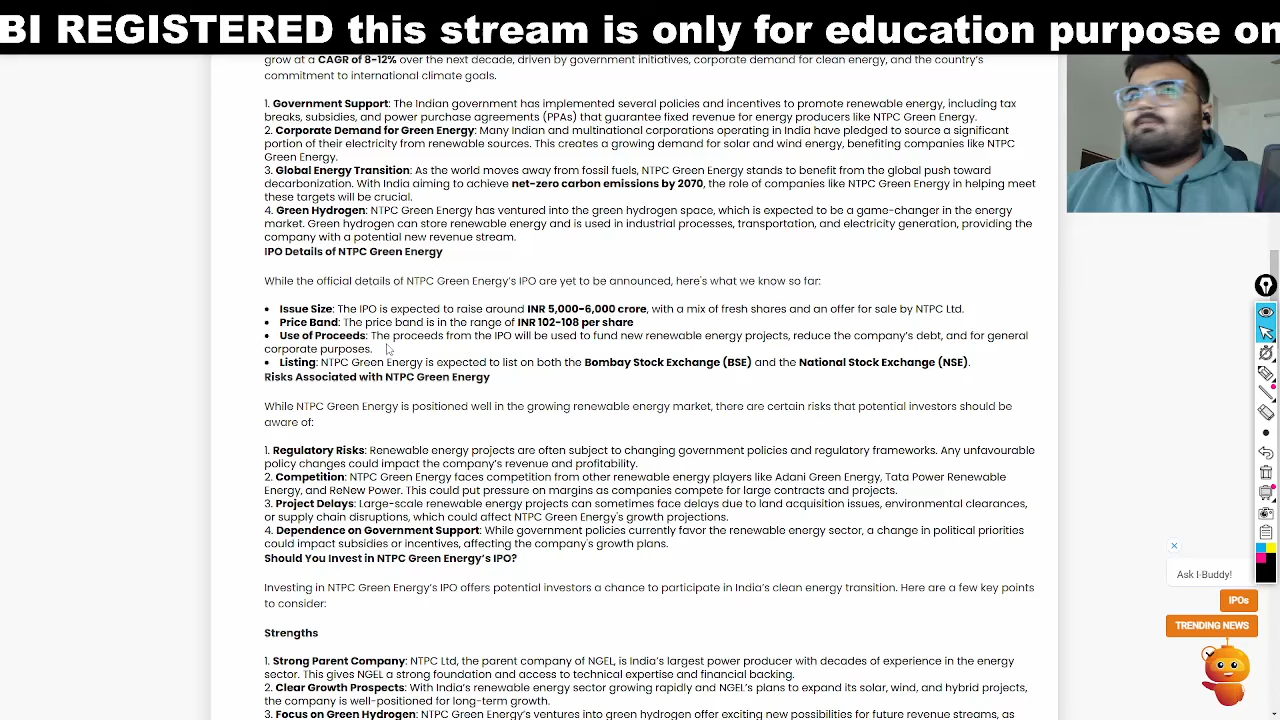 BI REGISTERED this stream is only for education purpose on
grow at a CAGR of 8-12% over the next decade, driven by government initiatives, corporate demand for clean energy, and the country's
commitment to international climate goals.
1. Government Support: The Indian government has implemented several policies and incentives to promote renewable energy, including tax
breaks, subsidies, and power purchase agreements (PPAs) that guarantee fixed revenue for energy producers like NTPC Green Energy.
2. Corporate Demand for Green Energy: Many Indian and multinational corporations operating in India have pledged to source a significant
portion of their electricity from renewable sources. This creates a growing demand for solar and wind energy, benefiting companies like NTPC
Green Energy.
3. Global Energy Transition: As the world moves away from fossil fuels, NTPC Green Energy stands to benefit from the global push toward
decarbonization. With India aiming to achieve net-zero carbon emissions by 2070, the role of companies like NTPC Green Energy in helping meet
these targets will be crucial.
4. Green Hydrogen: NTPC Green Energy has ventured into the green hydrogen space, which is expected to be a game-changer in the energy
market. Green hydrogen can store renewable energy and is used in industrial processes, transportation, and electricity generation, providing the
company with a potential new revenue stream.
IPO Details of NTPC Green Energy
While the official details of NTPC Green Energy's IPO are yet to be announced, here's what we know so far:
• Issue Size: The IPO is expected to raise around INR 5,000-6,000 crore, with a mix of fresh shares and an offer for sale by NTPC Ltd.
• Price Band: The price band is in the range of INR 102-108 per share
• Use of Proceeds: The proceeds from the IPO will be used to fund new renewable energy projects, reduce the company's debt, and for general
corporate purposes.
• Listing: NTPC Green Energy is expected to list on both the Bombay Stock Exchange (BSE) and the National Stock Exchange (NSE).
Risks Associated with NTPC Green Energy
While NTPC Green Energy is positioned well in the growing renewable energy market, there are certain risks that potential investors should be
aware of:
1. Regulatory Risks: Renewable energy projects are often subject to changing government policies and regulatory frameworks. Any unfavourable
policy changes could impact the company's revenue and profitability.
2. Competition: NTPC Green Energy faces competition from other renewable energy players like Adani Green Energy, Tata Power Renewable
Energy, and ReNew Power. This could put pressure on margins as companies compete for large contracts and projects.
3. Project Delays: Large-scale renewable energy projects can sometimes face delays due to land acquisition issues, environmental clearances,
or supply chain disruptions, which could affect NTPC Green Energy's growth projections.
4. Dependence on Government Support: While government policies currently favor the renewable energy sector, a change in political priorities
could impact subsidies or incentives, affecting the company's growth plans.
Should You Invest in NTPC Green Energy's IPO?
Investing in NTPC Green Energy's IPO offers potential investors a chance to participate in India's clean energy transition. Here are a few key points
to consider:
Strengths
1. Strong Parent Company: NTPC Ltd, the parent company of NGEL, is India's largest power producer with decades of experience in the energy
sector. This gives NGEL a strong foundation and access to technical expertise and financial backing.
2. Clear Growth Prospects: With India's renewable energy sector growing rapidly and NGEL's plans to expand its solar, wind, and hybrid projects,
the company is well-positioned for long-term growth.
3. Focus on Green Hydrogen: NTPC Green Energy's ventures into green hydrogen offer exciting new possibilities for future revenue streams, as
Ask I-Buddy!
IPOs
TRENDING NEWS